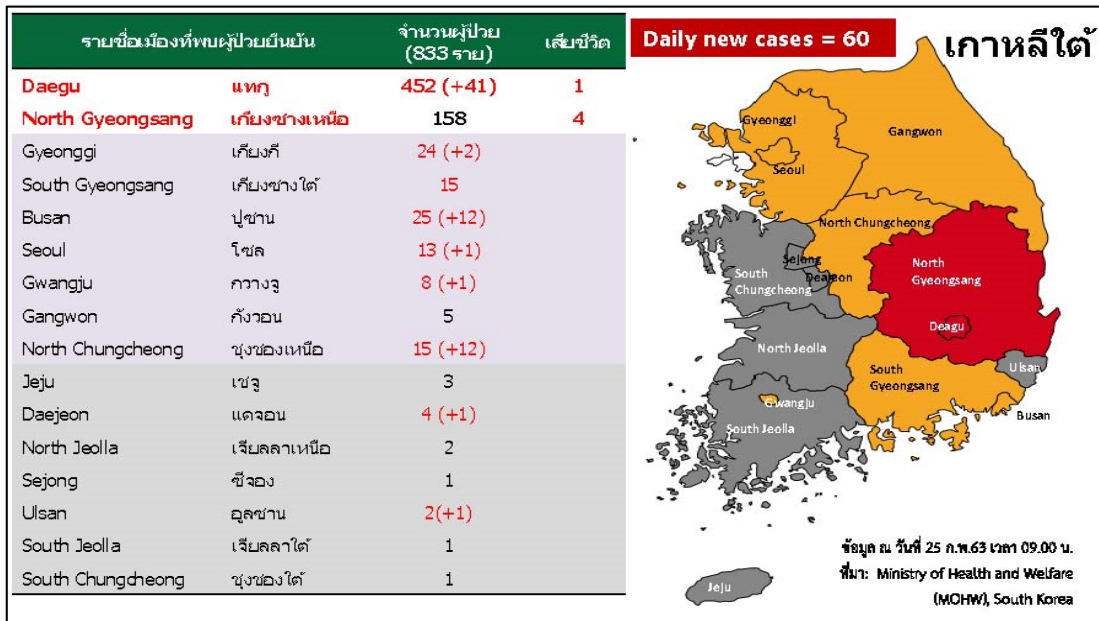 รายชื่อเมืองที่พบผู้ป่วยยืนยัน จำนวนผู้ป่วย (833 ราย) เสียชีวิต
Daegu แทกู 452 (+41) 1
North Gyeongsang เกียงซางเหนือ 158 4
Gyeonggi เกียงกี 24 (+2)
South Gyeongsang เกียงซางใต้ 15
Busan ปูซาน 25 (+12)
Seoul โซล 13 (+1)
Gwangju กวางจู 8 (+1)
Gangwon กังวอน 5
North Chungcheong ชุงชองเหนือ 15 (+12)
Jeju เชจู 3
Daejeon แดจอน 4 (+1)
North Jeolla เจียลลาเหนือ 2
Sejong ซีจอง 1
Ulsan อูลซาน 2(+1)
South Jeolla เจียลลาใต้ 1
South Chungcheong ชุงชองใต้ 1
Daily new cases = 60
เกาหลีใต้
Gyeonggi
Gangwon
Seoul
North Chungcheong
Sejong
North
Gyeongsang
South
Chungcheong
Deajeon
Deagu
North Jeolla
South
Gyeongsang
Ulsan
Gwangju
Busan
South Jeolla
Jeju
ข้อมูล ณ วันที่ 25 ก.พ.63 เวลา 09.00 น.
ที่มา: Ministry of Health and Welfare
(MOHW), South Korea